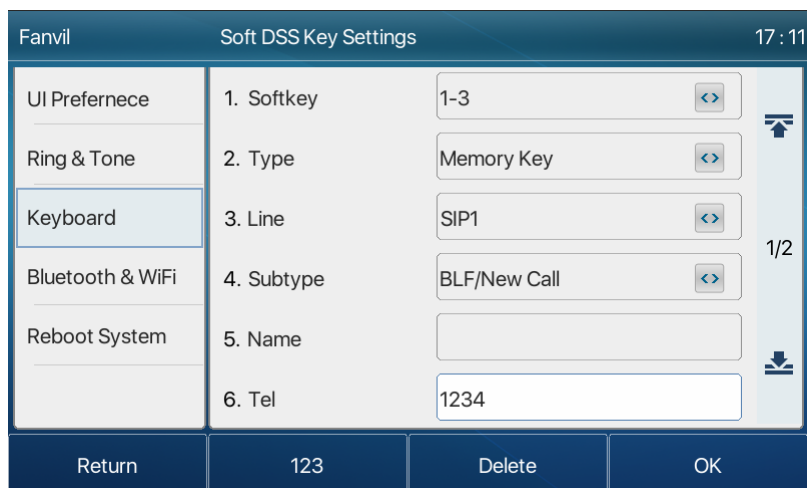 Fanvil Soft DSS Key Settings 17 : 11
UI Prefernece
Ring & Tone
Keyboard
Bluetooth & WiFi
Reboot System
1. Softkey 1-3
2. Type Memory Key
3. Line SIP1
4. Subtype BLF/New Call
5. Name
6. Tel 1234
1/2
Return 123 Delete OK